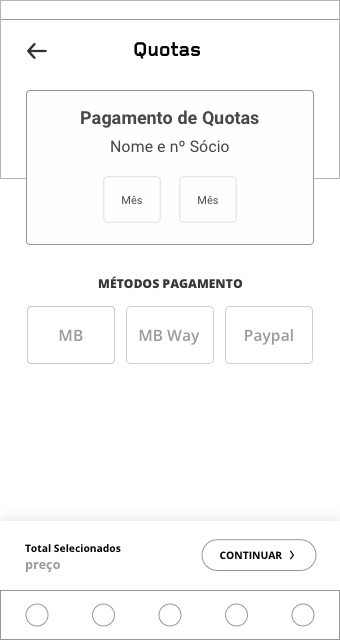 Quotas
Pagamento de Quotas
Nome e nº Sócio
Mês Mês
MÉTODOS PAGAMENTO
MB MB Way Paypal
Total Selecionados
preço
CONTINUAR